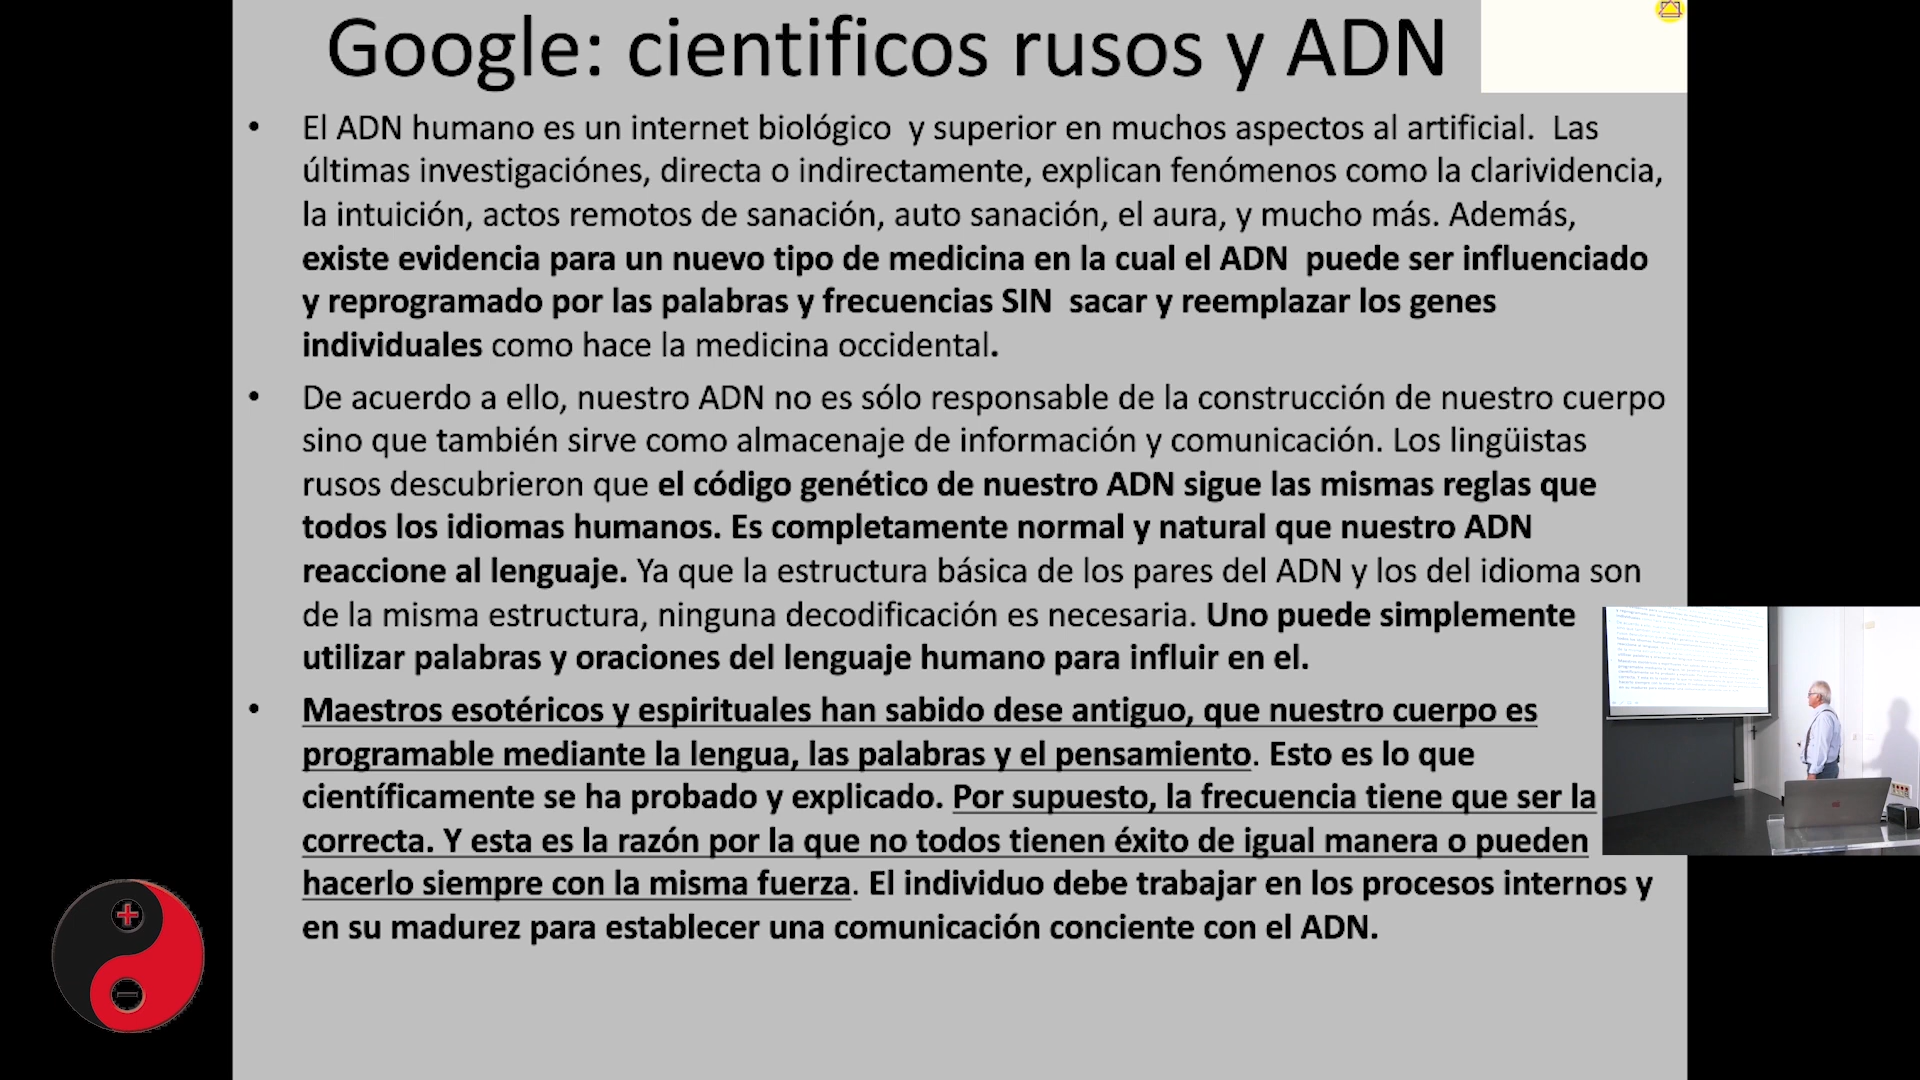 Google: cientificos rusos y ADN
• El ADN humano es un internet biológico y superior en muchos aspectos al artificial. Las
últimas investigaciónes, directa o indirectamente, explican fenómenos como la clarividencia,
la intuición, actos remotos de sanación, auto sanación, el aura, y mucho más. Además,
existe evidencia para un nuevo tipo de medicina en la cual el ADN puede ser influenciado
y reprogramado por las palabras y frecuencias SIN sacar y reemplazar los genes
individuales como hace la medicina occidental.
• De acuerdo a ello, nuestro ADN no es sólo responsable de la construcción de nuestro cuerpo
sino que también sirve como almacenaje de información y comunicación. Los lingüistas
rusos descubrieron que el código genético de nuestro ADN sigue las mismas reglas que
todos los idiomas humanos. Es completamente normal y natural que nuestro ADN
reaccione al lenguaje. Ya que la estructura básica de los pares del ADN y los del idioma son
de la misma estructura, ninguna decodificación es necesaria. Uno puede simplemente
utilizar palabras y oraciones del lenguaje humano para influir en el.
• Maestros esotéricos y espirituales han sabido dese antiguo, que nuestro cuerpo es
programable mediante la lengua, las palabras y el pensamiento. Esto es lo que
científicamente se ha probado y explicado. Por supuesto, la frecuencia tiene que ser la
correcta. Y esta es la razón por la que no todos tienen éxito de igual manera o pueden
hacerlo siempre con la misma fuerza. El individuo debe trabajar en los procesos internos y
en su madurez para establecer una comunicación conciente con el ADN.